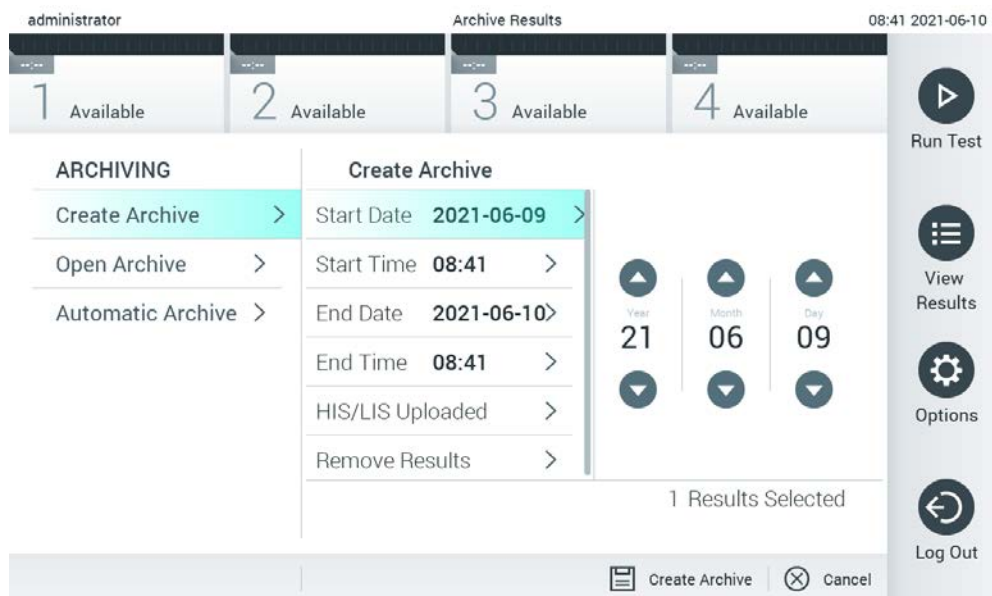 administrator Archive Results 08:41 2021-06-10
--:-- --:-- --:-- --:--
1 Available 2 Available 3 Available 4 Available
Run Test
ARCHIVING
Create Archive
Open Archive
Automatic Archive
Create Archive
Start Date 2021-06-09
Start Time 08:41
End Date 2021-06-10
End Time 08:41
HIS/LIS Uploaded
Remove Results
Year Month Day
21 06 09
1 Results Selected
View
Results
Options
Log Out
Create Archive Cancel